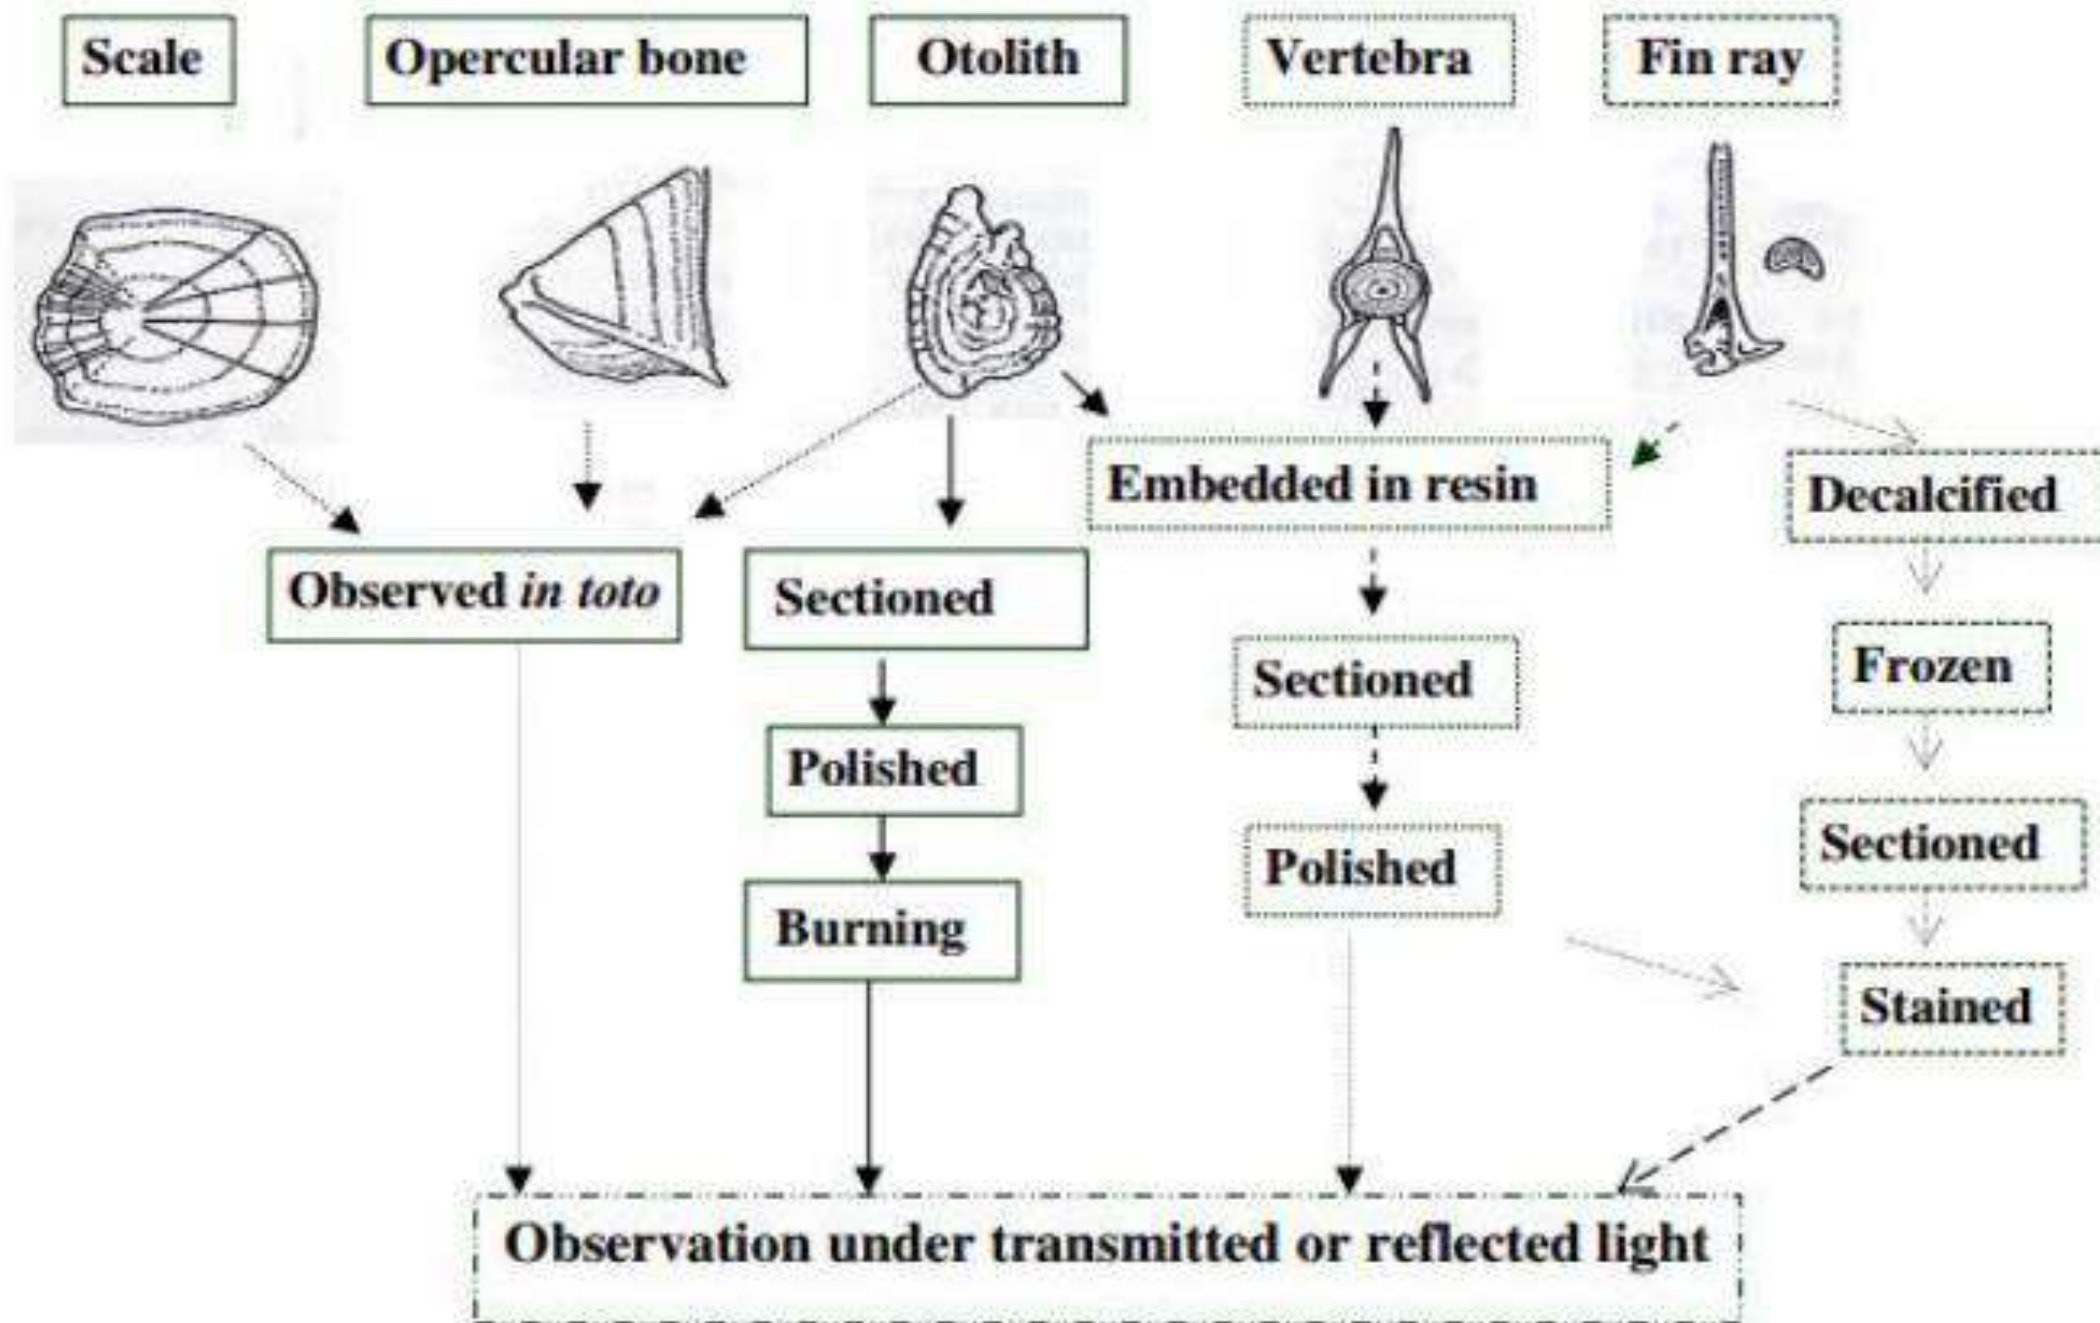 Scale
Opercular bone
Otolith
Vertebra
Fin ray
Embedded in resin
Decalcified
Observed in toto
Sectioned
Sectioned
Frozen
Polished
Polished
Sectioned
Burning
Stained
Observation under transmitted or reflected light